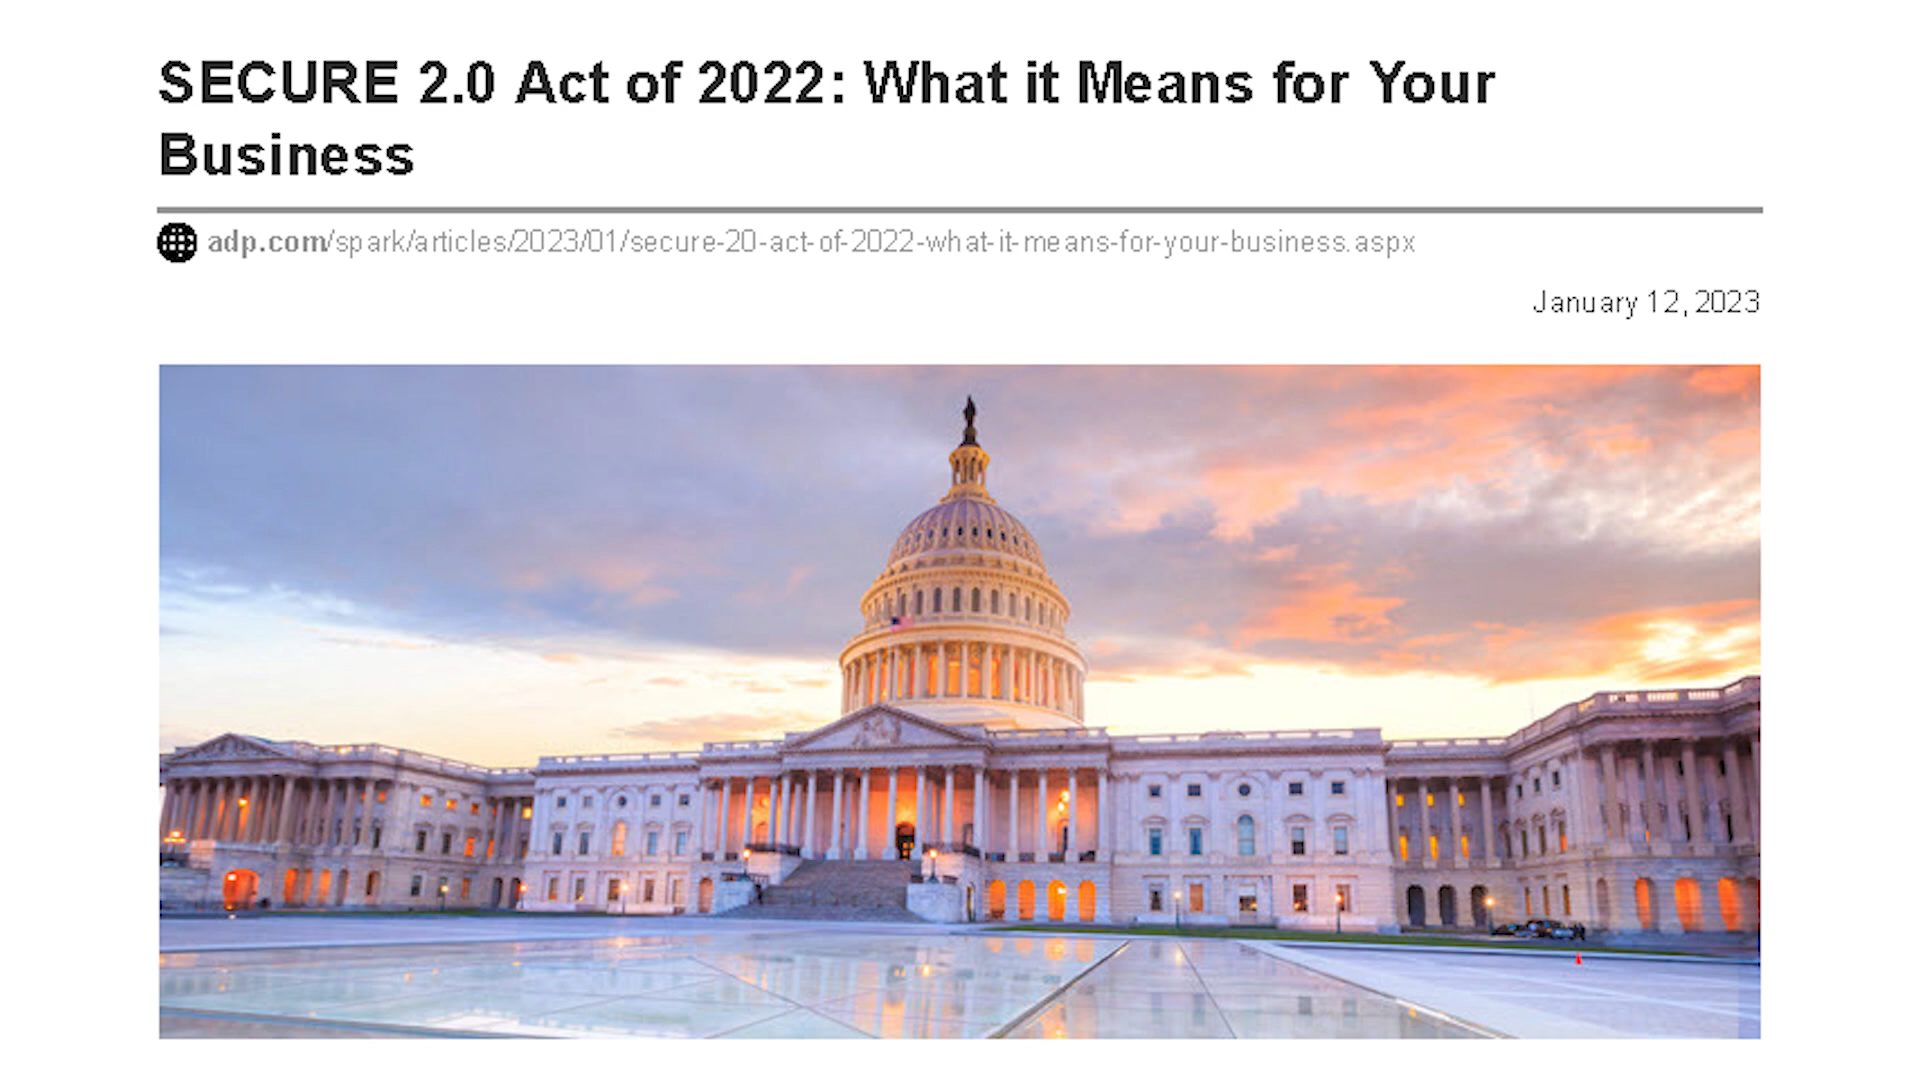 SECURE 2.0 Act of 2022: What it Means for Your
Business
adp.com/spark/articles/2023/01/secure-20-act-of-2022-what-it-means-for-your-business.aspx
January 12, 2023